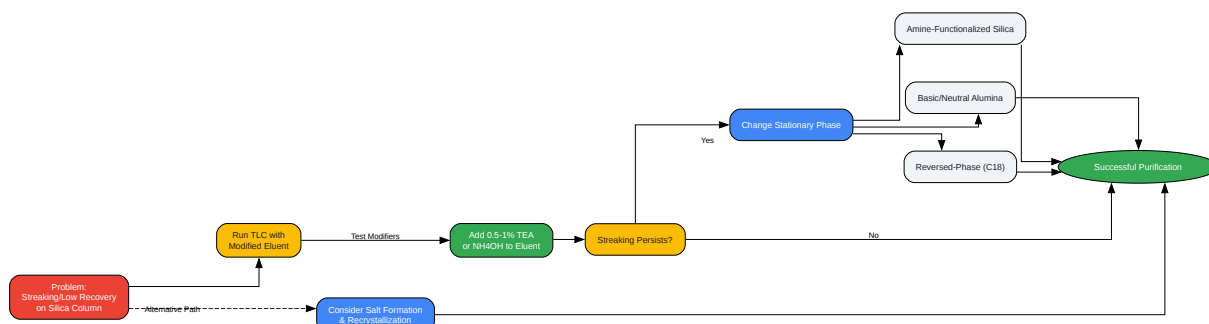 Problem:
Streaking/Low Recovery
on Silica Column
Alternative Path
Run TLC with
Modified Eluent
Test Modifiers
Consider Salt Formation
& Recrystallization
Add 0.5-1% TEA
or NH4OH to Eluent
Streaking Persists?
Yes
No
Change Stationary Phase
Amine-Functionalized Silica
Basic/Neutral Alumina
Reversed-Phase (C18)
Successful Purification